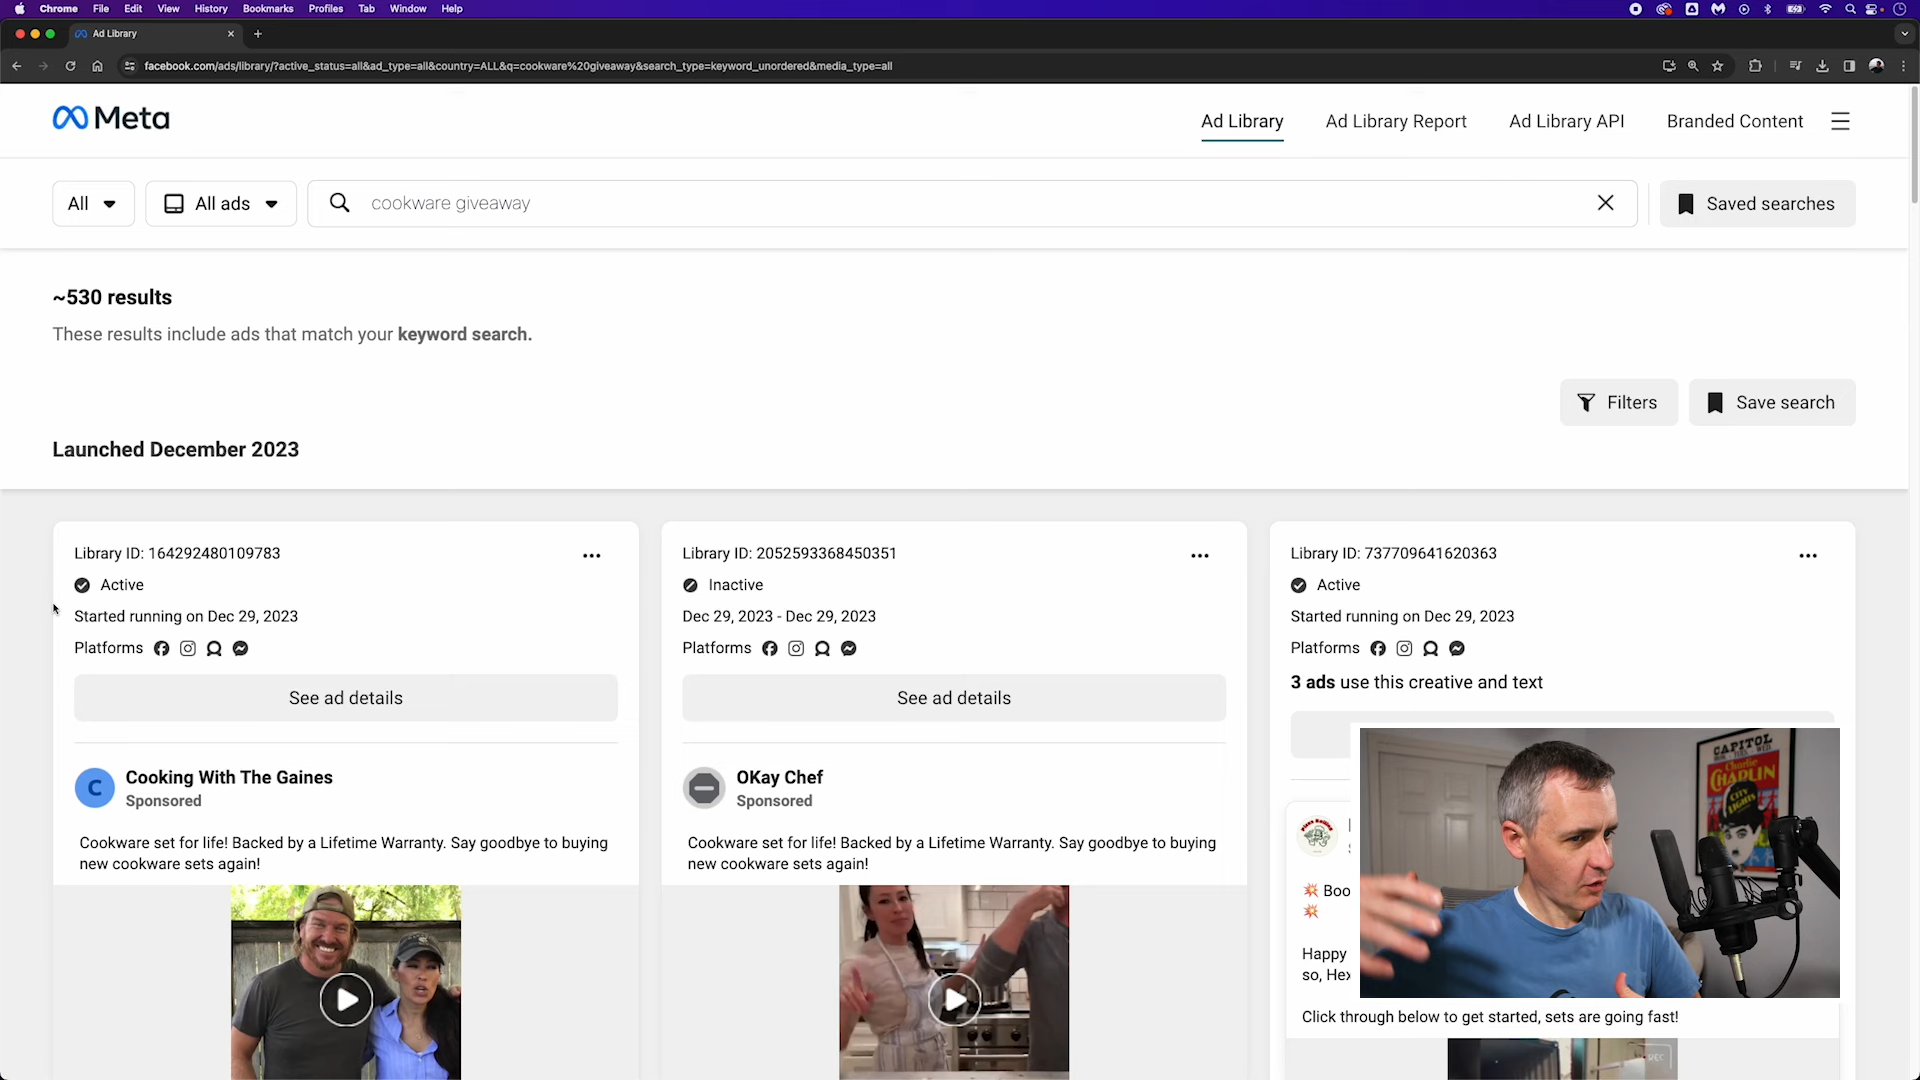 Chrome File Edit View History Bookmarks Profiles Tab Window Help
Ad Library
facebook.com/ads/library/?active_status=all&ad_type=all&country=ALL&q=cookware%20giveaway&search_type=keyword_unordered&media_type=all
Meta
Ad Library Ad Library Report Ad Library API Branded Content
All All ads cookware giveaway Saved searches
~530 results
These results include ads that match your keyword search.
Filters Save search
Launched December 2023
Library ID: 164292480109783
Active
Started running on Dec 29, 2023
Platforms
See ad details
C
Cooking With The Gaines
Sponsored
Cookware set for life! Backed by a Lifetime Warranty. Say goodbye to buying
new cookware sets again!
Library ID: 2052593368450351
Inactive
Dec 29, 2023 - Dec 29, 2023
Platforms
See ad details
OKay Chef
Sponsored
Cookware set for life! Backed by a Lifetime Warranty. Say goodbye to buying
new cookware sets again!
Library ID: 737709641620363
Active
Started running on Dec 29, 2023
Platforms
3 ads use this creative and text
💥 Boo
💥
Happy
so, Hex
Click through below to get started, sets are going fast!
CAPITOL
Charlie
CHAPLIN
CITY
LIGHTS